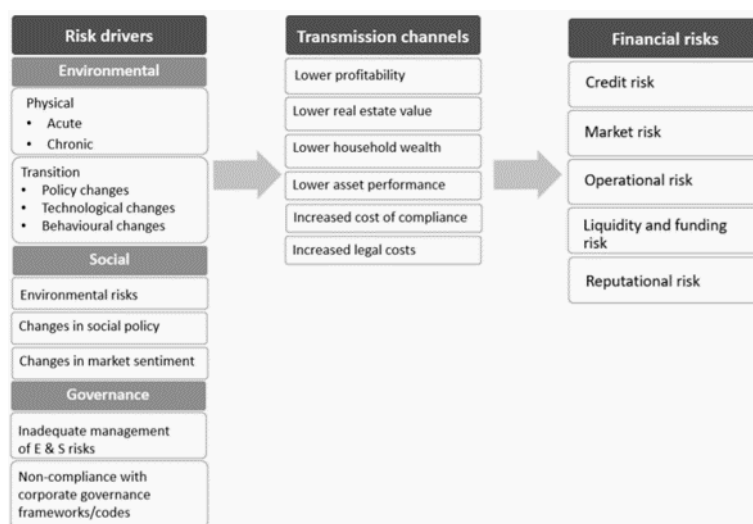 Risk drivers
Environmental
Physical
• Acute
• Chronic
Transition
• Policy changes
• Technological changes
• Behavioural changes
Social
Environmental risks
Changes in social policy
Changes in market sentiment
Governance
Inadequate management
of E & S risks
Non-compliance with
corporate governance
frameworks/codes
Transmission channels
Lower profitability
Lower real estate value
Lower household wealth
Lower asset performance
Increased cost of compliance
Increased legal costs
Financial risks
Credit risk
Market risk
Operational risk
Liquidity and funding
risk
Reputational risk